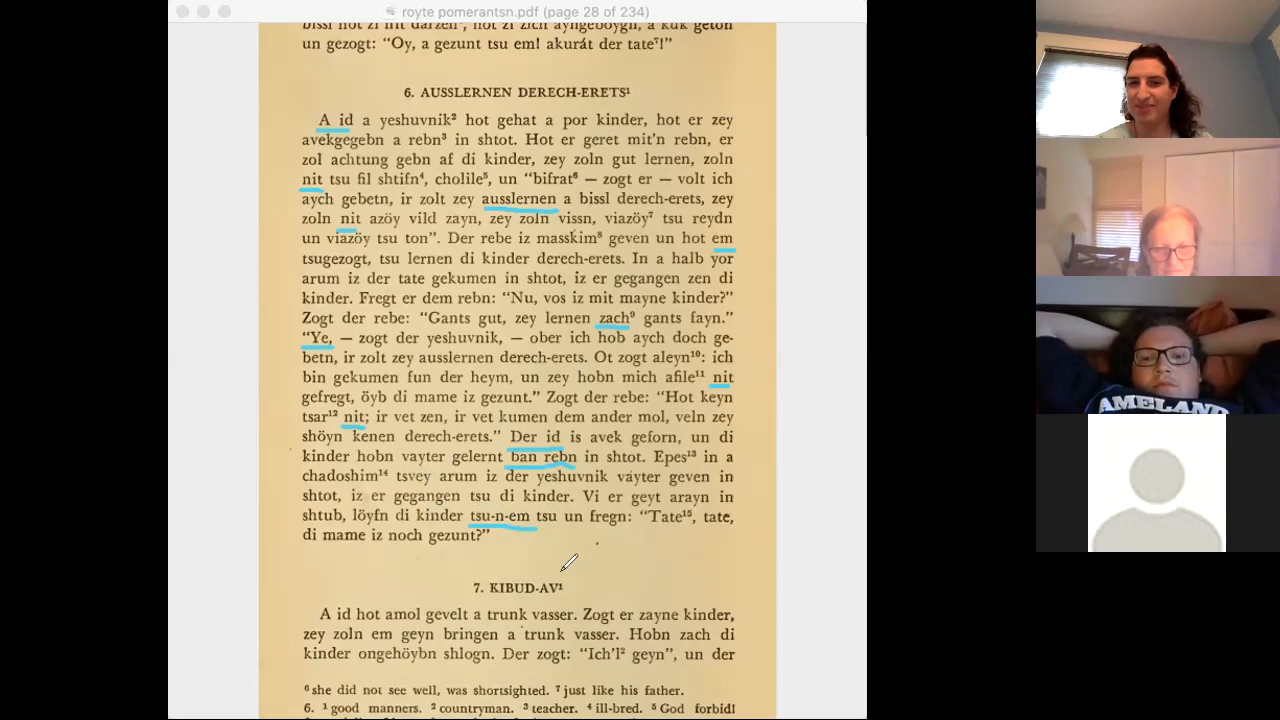 royte pomerantsn.pdf (page 28 of 234)
bissl hot zi nit darzen⁶, hot zi zich ayngeboygn, a kuk geton
un gezogt: “Oy, a gezunt tsu em! akurát der tate⁷!”
6. AUSSLERNEN DERECH-ERETS¹
A id a yeshuvnik² hot gehat a por kinder, hot er zey
avekgegebn a rebn³ in shtot. Hot er geret mit’n rebn, er
zol achtung gebn af di kinder, zey zoln gut lernen, zoln
nit tsu fil shtifn⁴, cholile⁵, un “bifrat⁶ — zogt er — volt ich
aych gebetn, ir zolt zey ausslernen a bissl derech-erets, zey
zoln nit azöy vild zayn, zey zoln vissn, viazöy⁷ tsu reydn
un viazöy tsu ton”. Der rebe iz masskim⁸ geven un hot em
tsugezogt, tsu lernen di kinder derech-erets. In a halb yor
arum iz der tate gekumen in shtot, iz er gegangen zen di
kinder. Fregt er dem rebn: “Nu, vos iz mit mayne kinder?”
Zogt der rebe: “Gants gut, zey lernen zach⁹ gants fayn.”
“Ye, — zogt der yeshuvnik, — ober ich hob aych doch ge-
betn, ir zolt zey ausslernen derech-erets. Ot zogt aleyn¹⁰: ich
bin gekumen fun der heym, un zey hobn mich afile¹¹ nit
gefregt, öyb di mame iz gezunt.” Zogt der rebe: “Hot keyn
tsar¹² nit; ir vet zen, ir vet kumen dem ander mol, veln zey
shöyn kenen derech-erets.” Der id is avek geforn, un di
kinder hobn vayter gelernt ban rebn in shtot. Epes¹³ in a
chadoshim¹⁴ tsvey arum iz der yeshuvnik vayter geven in
shtot, iz er gegangen tsu di kinder. Vi er geyt arayn in
shtub, löyfn di kinder tsu-n-em tsu un fregn: “Tate¹⁵, tate,
di mame iz noch gezunt?”
7. KIBUD-AV¹
A id hot amol gevelt a trunk vasser. Zogt er zayne kinder,
zey zoln em geyn bringen a trunk vasser. Hobn zach di
kinder ongehöybn shlogn. Der zogt: “Ich’l² geyn”, un der
⁶ she did not see well, was shortsighted. ⁷ just like his father.
6. ¹ good manners. ² countryman. ³ teacher. ⁴ ill-bred. ⁵ God forbid!
AMELAND